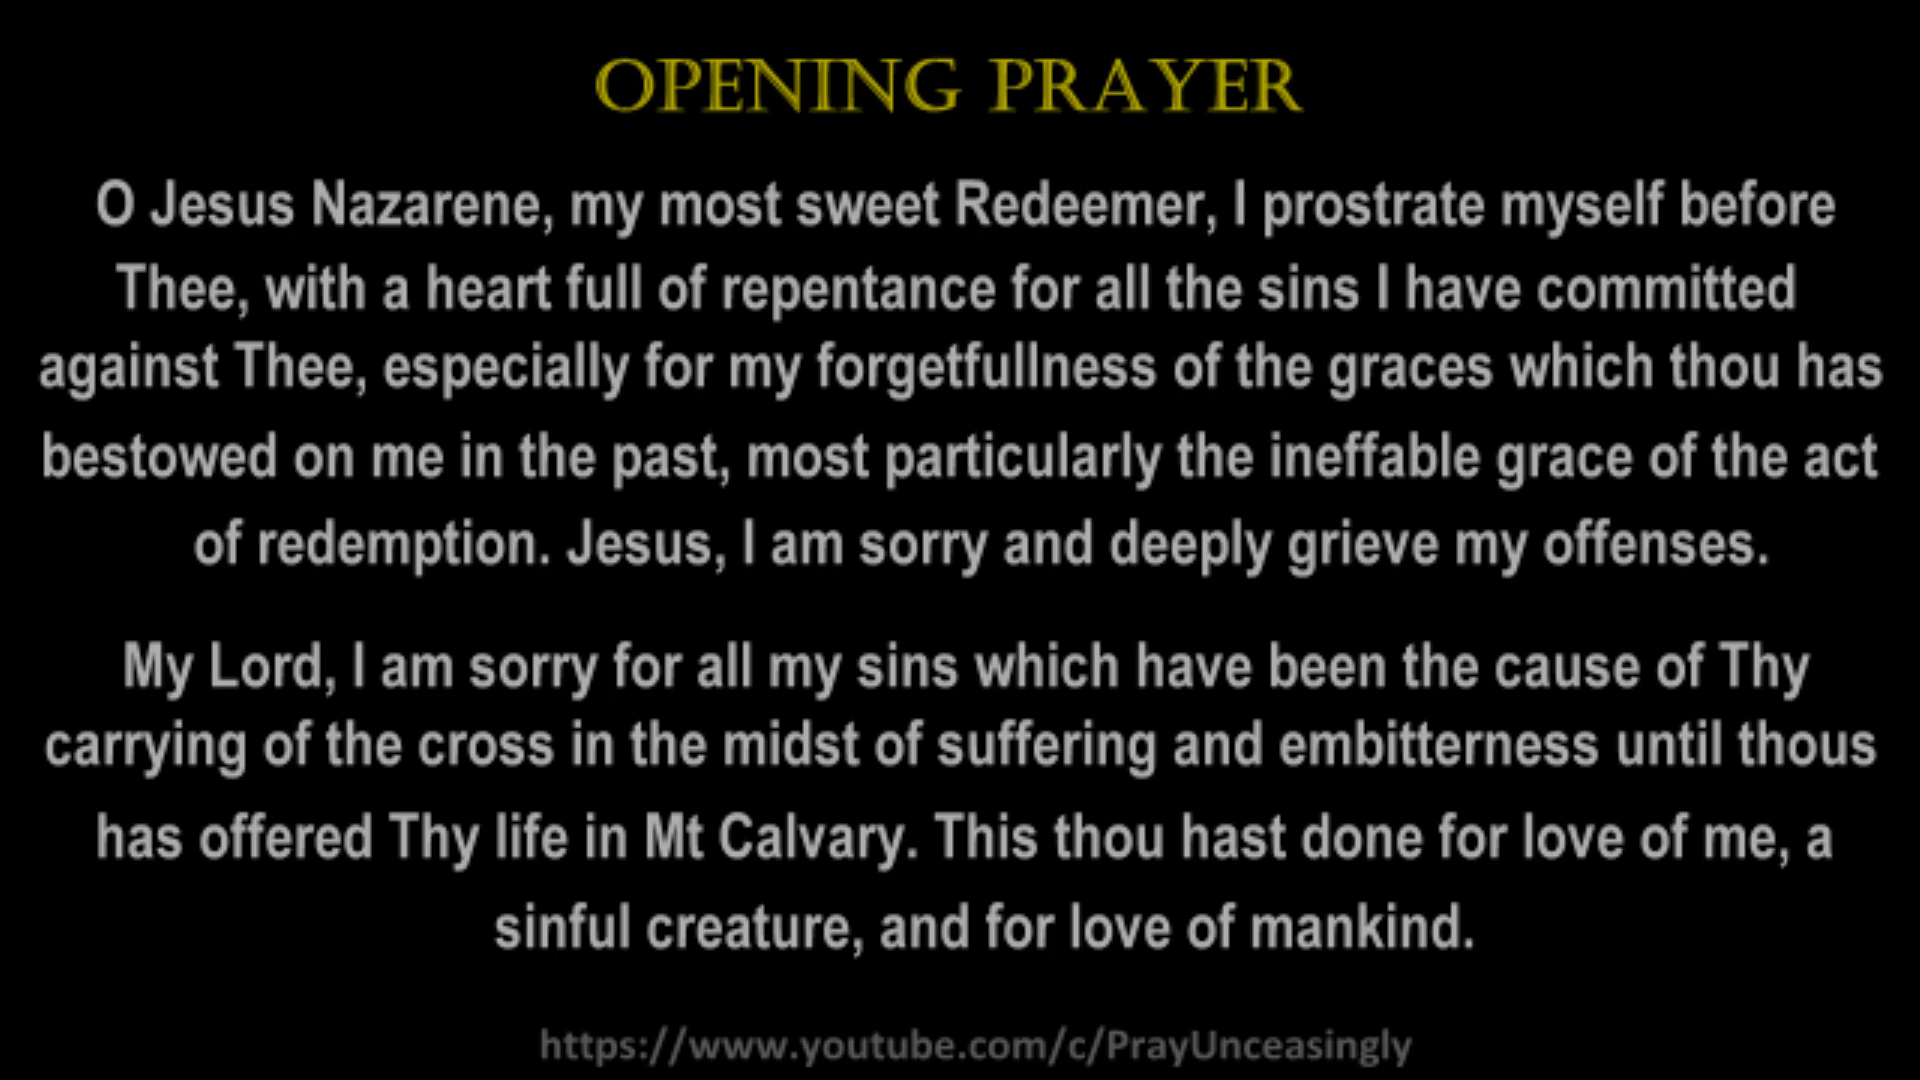 OPENING PRAYER
O Jesus Nazarene, my most sweet Redeemer, I prostrate myself before
Thee, with a heart full of repentance for all the sins I have committed
against Thee, especially for my forgetfullness of the graces which thou has
bestowed on me in the past, most particularly the ineffable grace of the act
of redemption. Jesus, I am sorry and deeply grieve my offenses.
My Lord, I am sorry for all my sins which have been the cause of Thy
carrying of the cross in the midst of suffering and embitterness until thous
has offered Thy life in Mt Calvary. This thou hast done for love of me, a
sinful creature, and for love of mankind.
https://www.youtube.com/c/PrayUnceasingly